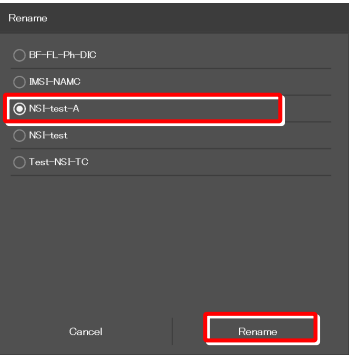 Rename
BF-FL-Ph-DIC
IMSI-NAMC
NSI-test-A
NSI-test
Test-NSI-TC
Cancel
Rename